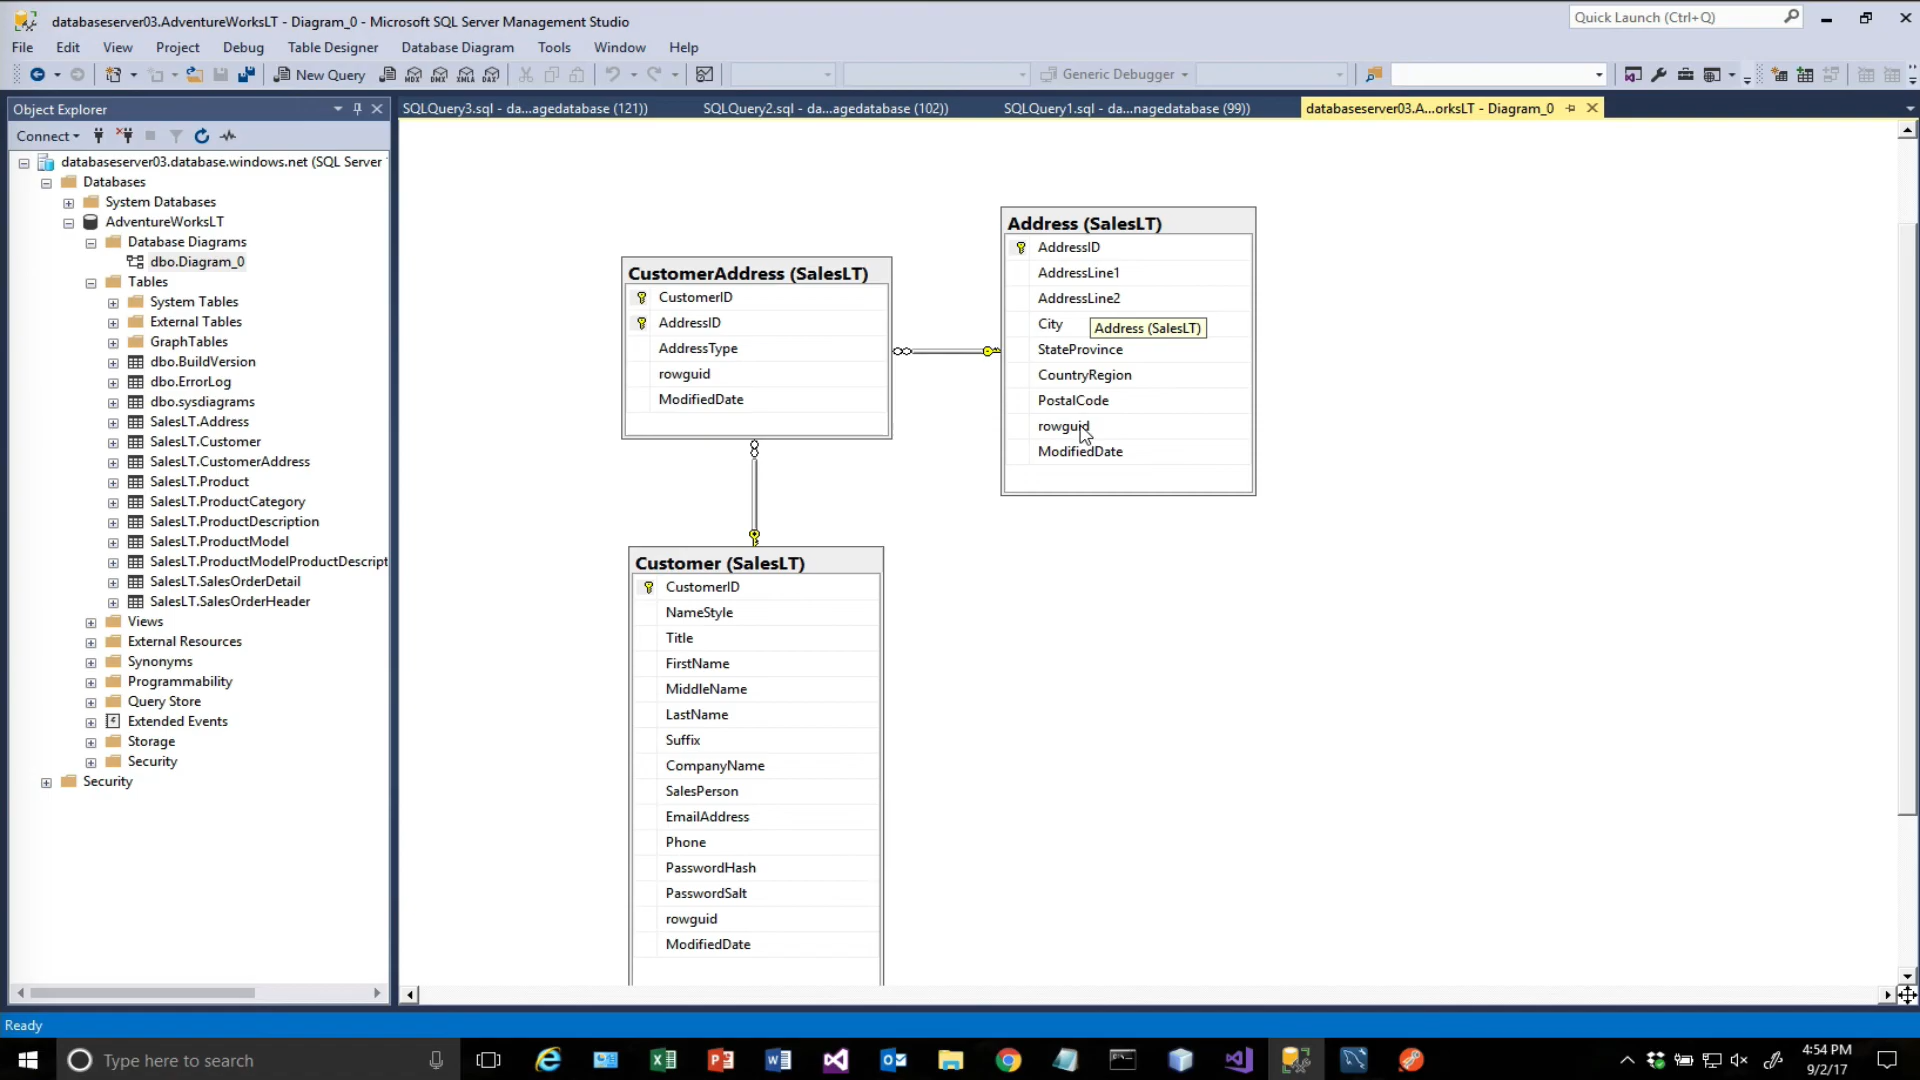 databaseserver03.AdventureWorksLT - Diagram_0 - Microsoft SQL Server Management Studio
Quick Launch (Ctrl+Q)
File Edit View Project Debug Table Designer Database Diagram Tools Window Help
New Query
MDX DMX XMLA DAX
Generic Debugger
Object Explorer
SQLQuery3.sql - da...agedatabase (121))
SQLQuery2.sql - da...agedatabase (102))
SQLQuery1.sql - da...nagedatabase (99))
databaseserver03.A...orksLT - Diagram_0
Connect
databaseserver03.database.windows.net (SQL Server
Databases
System Databases
AdventureWorksLT
Database Diagrams
dbo.Diagram_0
Tables
System Tables
External Tables
GraphTables
dbo.BuildVersion
dbo.ErrorLog
dbo.sysdiagrams
SalesLT.Address
SalesLT.Customer
SalesLT.CustomerAddress
SalesLT.Product
SalesLT.ProductCategory
SalesLT.ProductDescription
SalesLT.ProductModel
SalesLT.ProductModelProductDescript
SalesLT.SalesOrderDetail
SalesLT.SalesOrderHeader
Views
External Resources
Synonyms
Programmability
Query Store
Extended Events
Storage
Security
Security
CustomerAddress (SalesLT)
CustomerID
AddressID
AddressType
rowguid
ModifiedDate
Address (SalesLT)
AddressID
AddressLine1
AddressLine2
City
Address (SalesLT)
StateProvince
CountryRegion
PostalCode
rowguid
ModifiedDate
Customer (SalesLT)
CustomerID
NameStyle
Title
FirstName
MiddleName
LastName
Suffix
CompanyName
SalesPerson
EmailAddress
Phone
PasswordHash
PasswordSalt
rowguid
ModifiedDate
Ready
Type here to search
4:54 PM
9/2/17